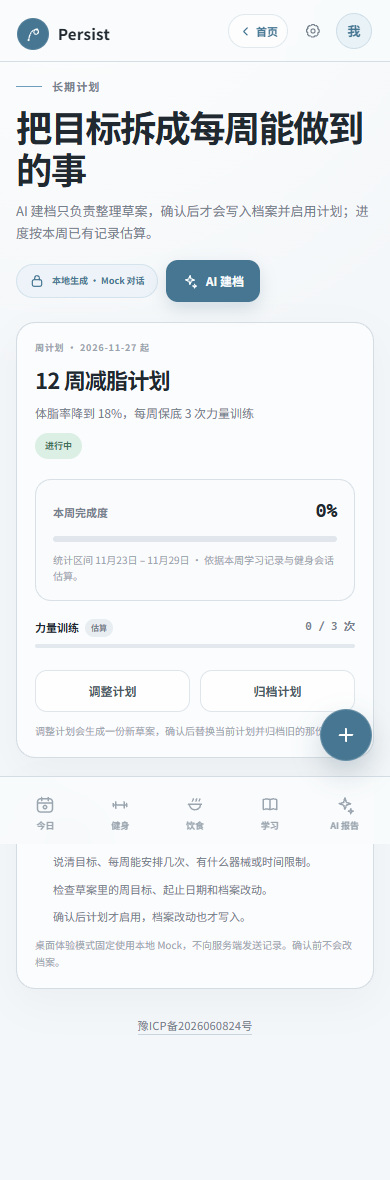 Persist
首页
我
长期计划
把目标拆成每周能做到
的事
AI 建档只负责整理草案，确认后才会写入档案并启用计划；进
度按本周已有记录估算。
本地生成 · Mock 对话
AI 建档
周计划 · 2026-11-27 起
12 周减脂计划
体脂率降到 18%，每周保底 3 次力量训练
进行中
本周完成度
0%
统计区间 11月23日 – 11月29日 · 依据本周学习记录与健身会话
估算。
力量训练
估算
0 / 3 次
调整计划
归档计划
调整计划会生成一份新草案，确认后替换当前计划并归档旧的那
今日
健身
饮食
学习
AI 报告
说清目标、每周能安排几次、有什么器械或时间限制。
检查草案里的周目标、起止日期和档案改动。
确认后计划才启用，档案改动也才写入。
桌面体验模式固定使用本地 Mock，不向服务端发送记录。确认前不会改
档案。
豫ICP备2026060824号